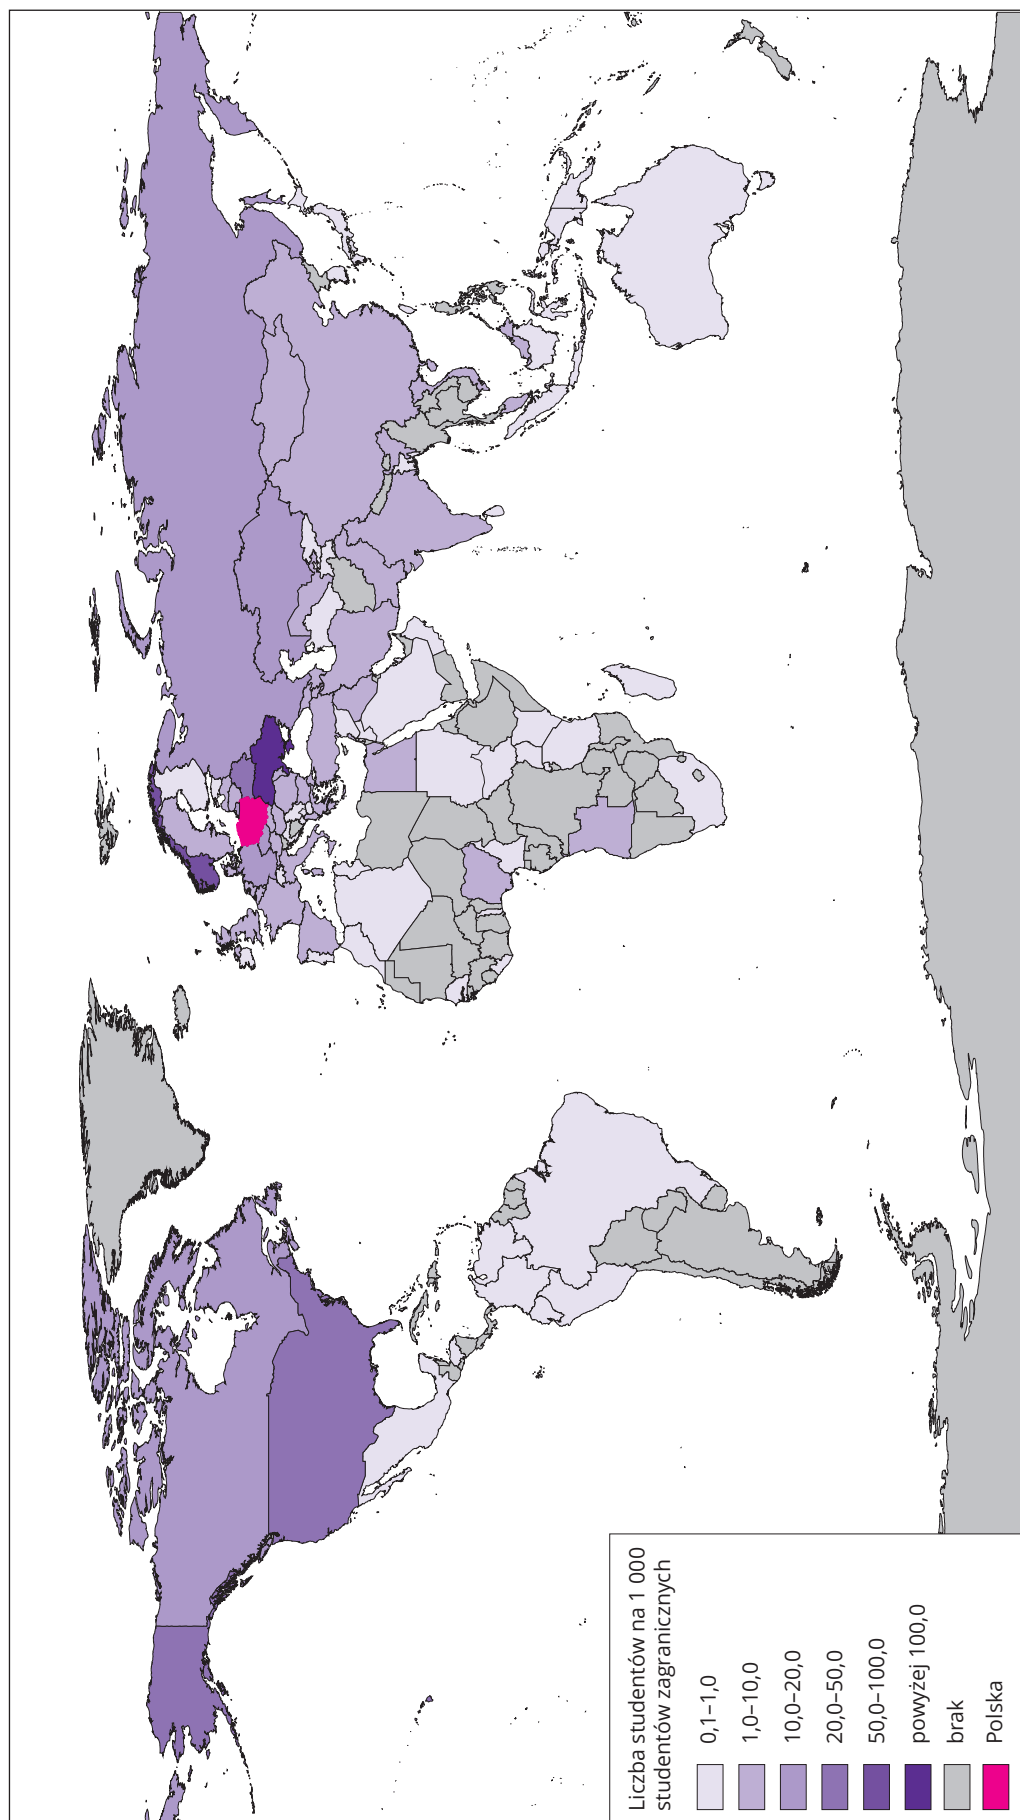 Liczba studentów na 1 000
studentów zagranicznych
0,1–1,0
1,0–10,0
10,0–20,0
20,0–50,0
50,0–100,0
powyżej 100,0
brak
Polska